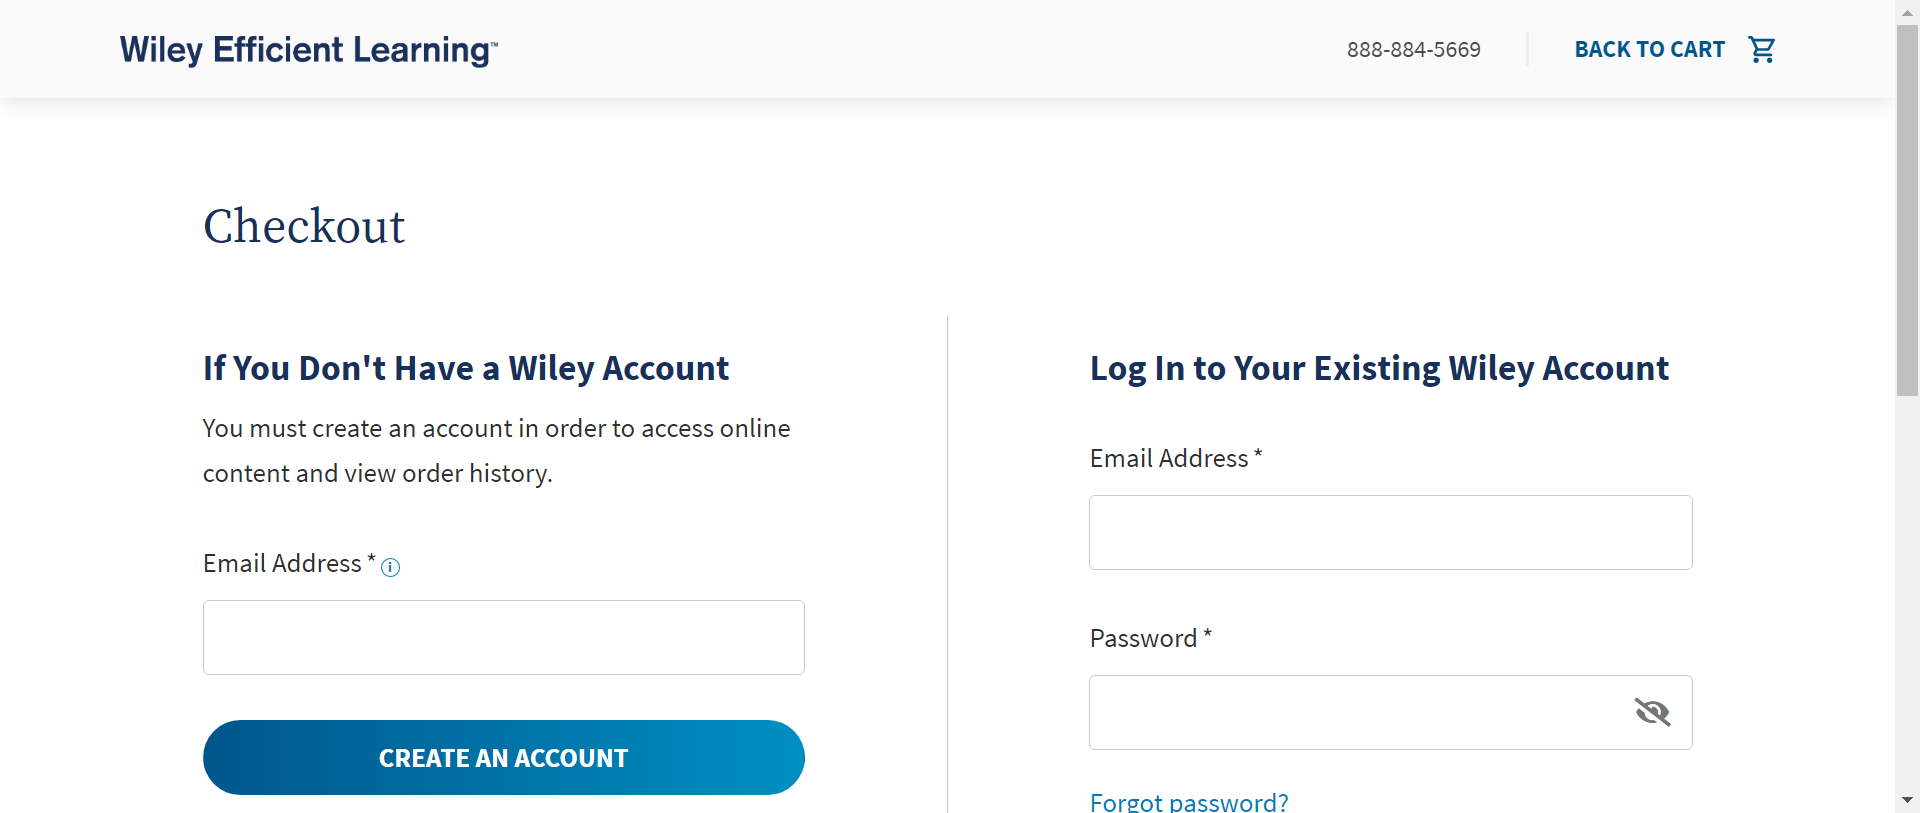 Wiley Efficient Learning™
888-884-5669
BACK TO CART
Checkout
If You Don't Have a Wiley Account
You must create an account in order to access online
content and view order history.
Email Address *
CREATE AN ACCOUNT
Log In to Your Existing Wiley Account
Email Address *
Password *
Forgot password?